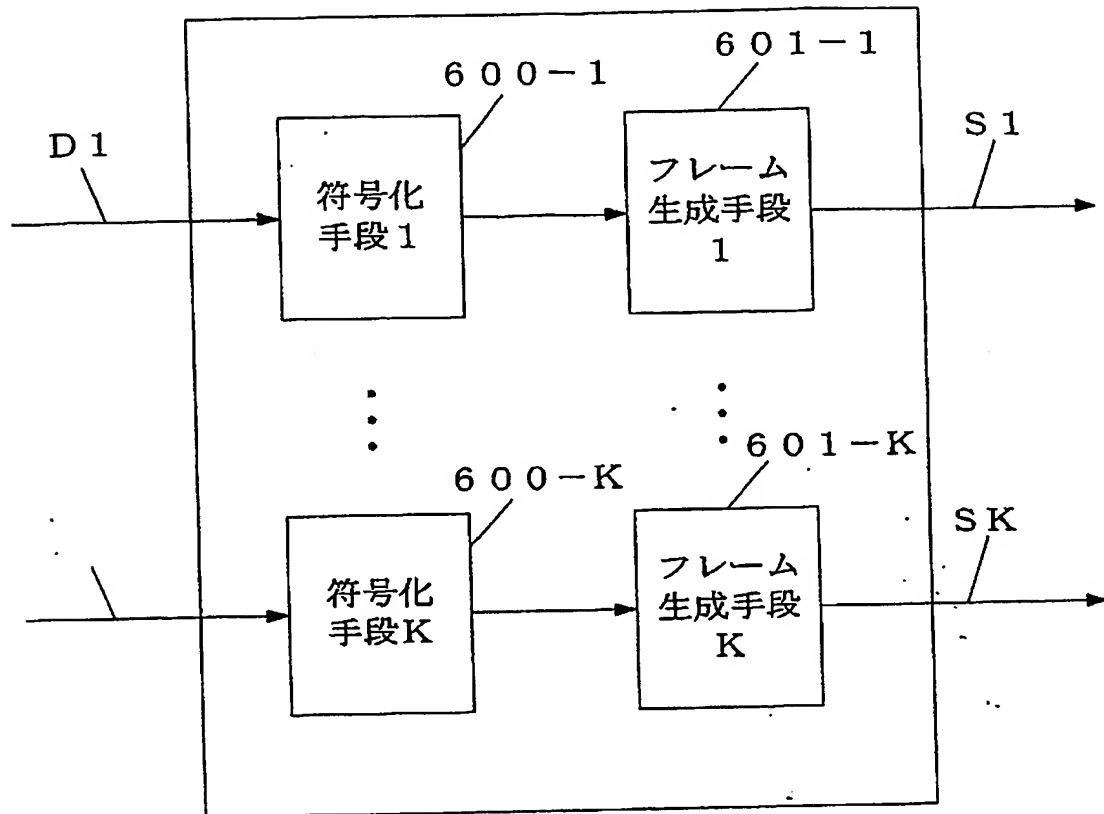 601-1
600-1
D1
S1
符号化
手段1
フレーム
生成手段
1
601-K
600-K
SK
符号化
手段K
フレーム
生成手段
K